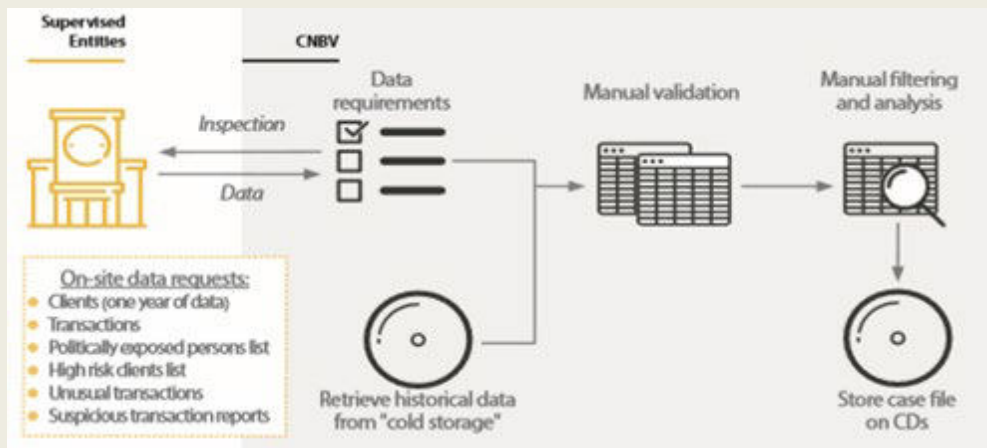 Supervised
Entities
CNBV
Data
requirements
Inspection
Data
Manual validation
Manual filtering
and analysis
On-site data requests:
Clients (one year of data)
Transactions
Politically exposed persons list
High risk clients list
Unusual transactions
Suspicious transaction reports
Retrieve historical data
from "cold storage"
Store case file
on CDs